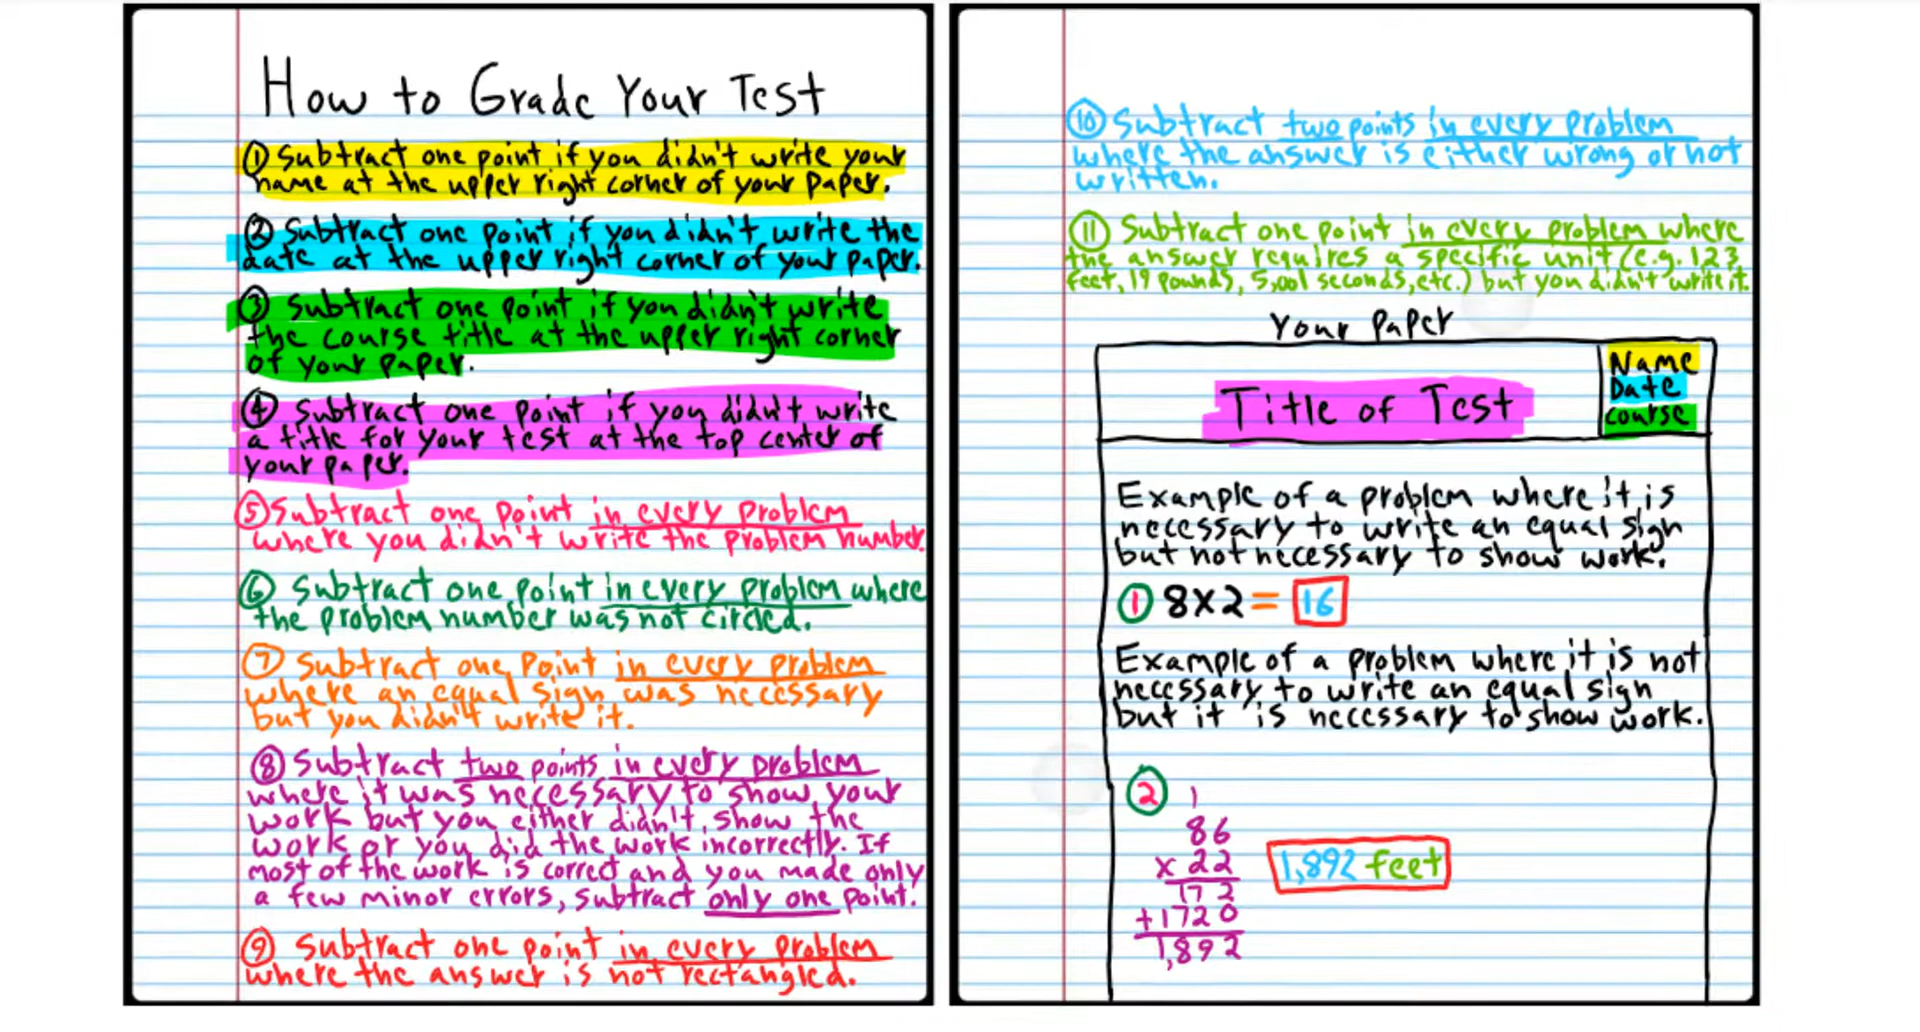 How to Grade Your Test
① Subtract one point if you didn't write your
name at the upper right corner of your paper.
② Subtract one point if you didn't write the
date at the upper right corner of your paper.
③ Subtract one point if you didn't write
the course title at the upper right corner
of your paper.
④ Subtract one point if you didn't write
a title for your test at the top center of
your paper.
⑤ Subtract one point in every problem
where you didn't write the problem number.
⑥ Subtract one point in every problem where
the problem number was not circled.
⑦ Subtract one point in every problem
where an equal sign was necessary
but you didn't write it.
⑧ Subtract two points in every problem
where it was necessary to show your
work but you either didn't show the
work or you did the work incorrectly. If
most of the work is correct and you made only
a few minor errors, subtract only one point.
⑨ Subtract one point in every problem
where the answer is not rectangled.
⑩ Subtract two points in every problem
where the answer is either wrong or not
written.
⑪ Subtract one point in every problem where
the answer requires a specific unit (e.g. 123
feet, 19 pounds, 5,001 seconds, etc.) but you didn't write it.
Your Paper
Title of Test
Name
Date
Course
Example of a problem where it is
necessary to write an equal sign
but not necessary to show work.
① 8x2 = 16
Example of a problem where it is not
necessary to write an equal sign
but it is necessary to show work.
② 1
86
x 22
172
+1720
1,892
1,892 feet